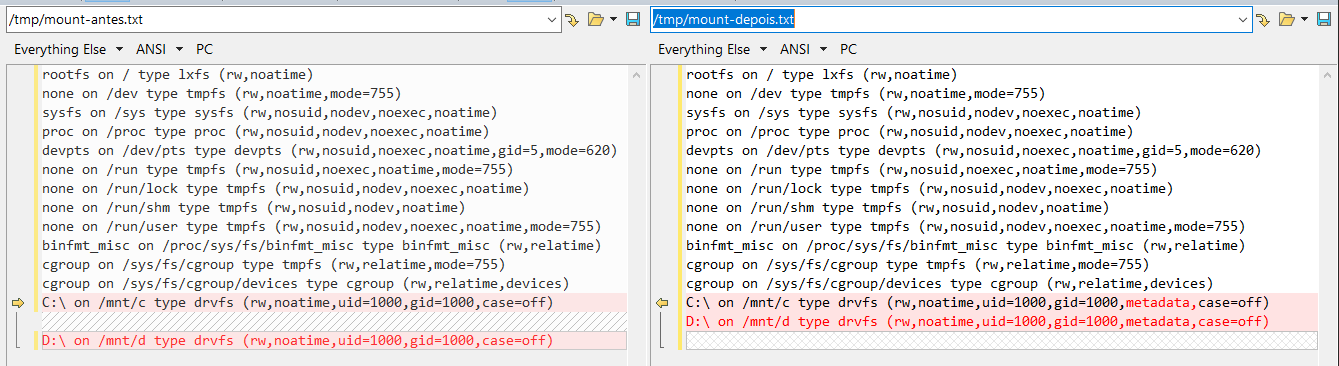 /tmp/mount-antes.txt
Everything Else ANSI PC
rootfs on / type lxfs (rw,noatime)
none on /dev type tmpfs (rw,noatime,mode=755)
sysfs on /sys type sysfs (rw,nosuid,nodev,noexec,noatime)
proc on /proc type proc (rw,nosuid,nodev,noexec,noatime)
devpts on /dev/pts type devpts (rw,nosuid,noexec,noatime,gid=5,mode=620)
none on /run type tmpfs (rw,nosuid,noexec,noatime,mode=755)
none on /run/lock type tmpfs (rw,nosuid,nodev,noexec,noatime)
none on /run/shm type tmpfs (rw,nosuid,nodev,noatime)
none on /run/user type tmpfs (rw,nosuid,nodev,noexec,noatime,mode=755)
binfmt_misc on /proc/sys/fs/binfmt_misc type binfmt_misc (rw,relatime)
cgroup on /sys/fs/cgroup type tmpfs (rw,relatime,mode=755)
cgroup on /sys/fs/cgroup/devices type cgroup (rw,relatime,devices)
C:\ on /mnt/c type drvfs (rw,noatime,uid=1000,gid=1000,case=off)
D:\ on /mnt/d type drvfs (rw,noatime,uid=1000,gid=1000,case=off)
/tmp/mount-depois.txt
Everything Else ANSI PC
rootfs on / type lxfs (rw,noatime)
none on /dev type tmpfs (rw,noatime,mode=755)
sysfs on /sys type sysfs (rw,nosuid,nodev,noexec,noatime)
proc on /proc type proc (rw,nosuid,nodev,noexec,noatime)
devpts on /dev/pts type devpts (rw,nosuid,noexec,noatime,gid=5,mode=620)
none on /run type tmpfs (rw,nosuid,noexec,noatime,mode=755)
none on /run/lock type tmpfs (rw,nosuid,nodev,noexec,noatime)
none on /run/shm type tmpfs (rw,nosuid,nodev,noatime)
none on /run/user type tmpfs (rw,nosuid,nodev,noexec,noatime,mode=755)
binfmt_misc on /proc/sys/fs/binfmt_misc type binfmt_misc (rw,relatime)
cgroup on /sys/fs/cgroup type tmpfs (rw,relatime,mode=755)
cgroup on /sys/fs/cgroup/devices type cgroup (rw,relatime,devices)
C:\ on /mnt/c type drvfs (rw,noatime,uid=1000,gid=1000,metadata,case=off)
D:\ on /mnt/d type drvfs (rw,noatime,uid=1000,gid=1000,metadata,case=off)